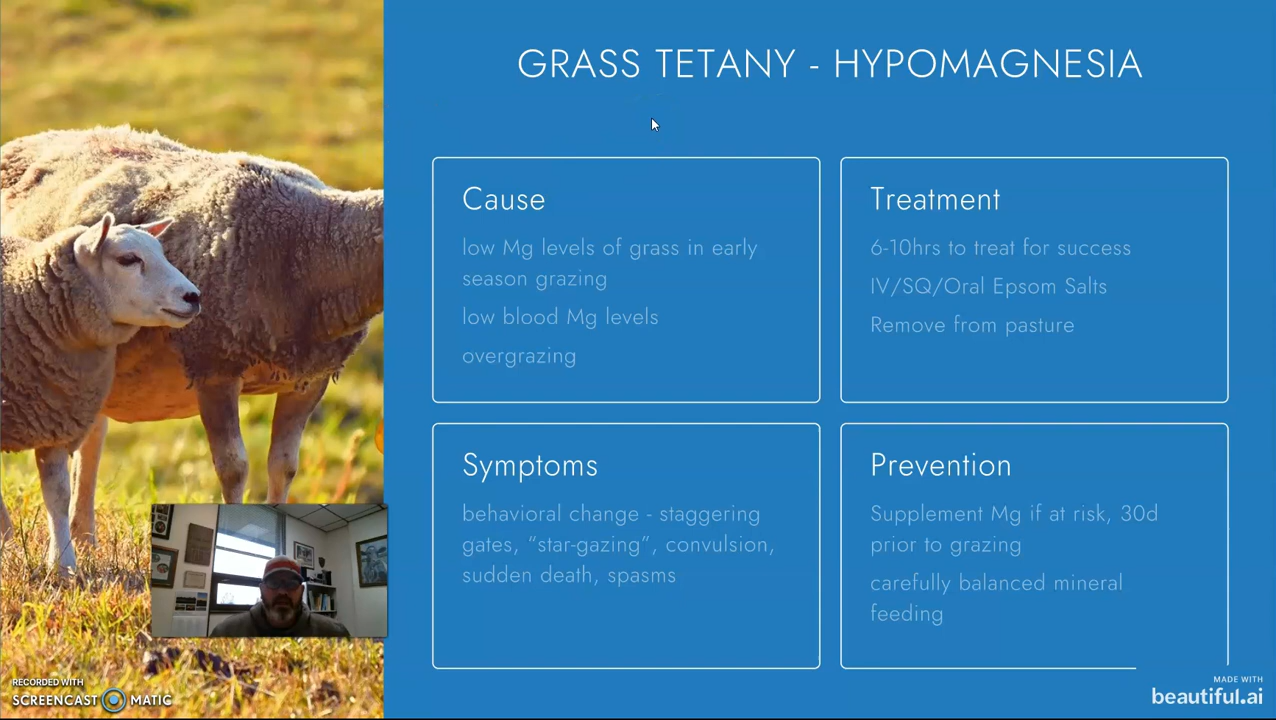 GRASS TETANY - HYPOMAGNESIA
Cause
low Mg levels of grass in early
season grazing
low blood Mg levels
overgrazing
Treatment
6-10hrs to treat for success
IV/SQ/Oral Epsom Salts
Remove from pasture
Symptoms
behavioral change - staggering
gates, “star-gazing”, convulsion,
sudden death, spasms
Prevention
Supplement Mg if at risk, 30d
prior to grazing
carefully balanced mineral
feeding
RECORDED WITH
SCREENCAST MATIC
MADE WITH
beautiful.ai